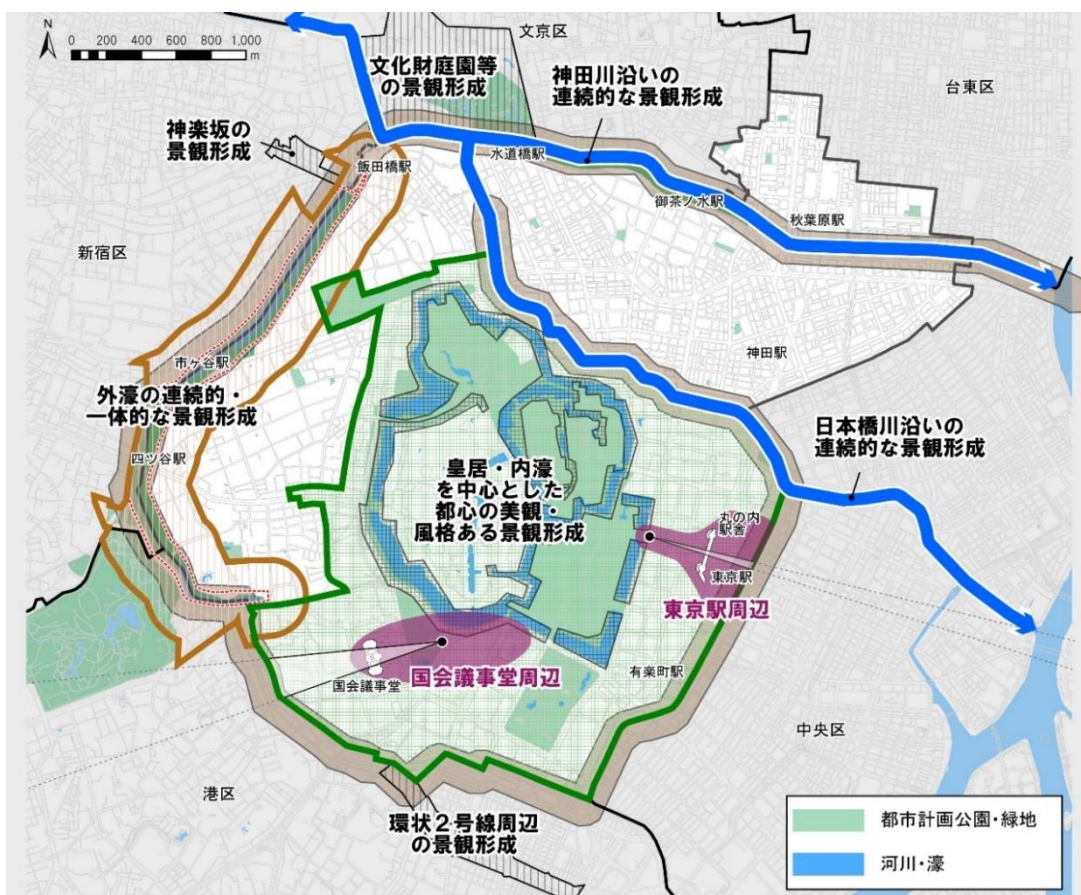 N
0 200 400 600 800 1,000
m
文京区
台東区
文化財庭園等
の景観形成
神田川沿いの
連続的な景観形成
神楽坂の
景観形成
飯田橋駅
水道橋駅
御茶ノ水駅
秋葉原駅
新宿区
神田駅
市ヶ谷駅
外濠の連続的・
一体的な景観形成
四ツ谷駅
日本橋川沿いの
連続的な景観形成
皇居・内濠
を中心とした
都心の美観・
風格ある景観形成
丸の内
駅舎
東京駅
東京駅周辺
国会議事堂周辺
国会議事堂
有楽町駅
中央区
港区
環状2号線周辺
の景観形成
都市計画公園・緑地
河川・濠